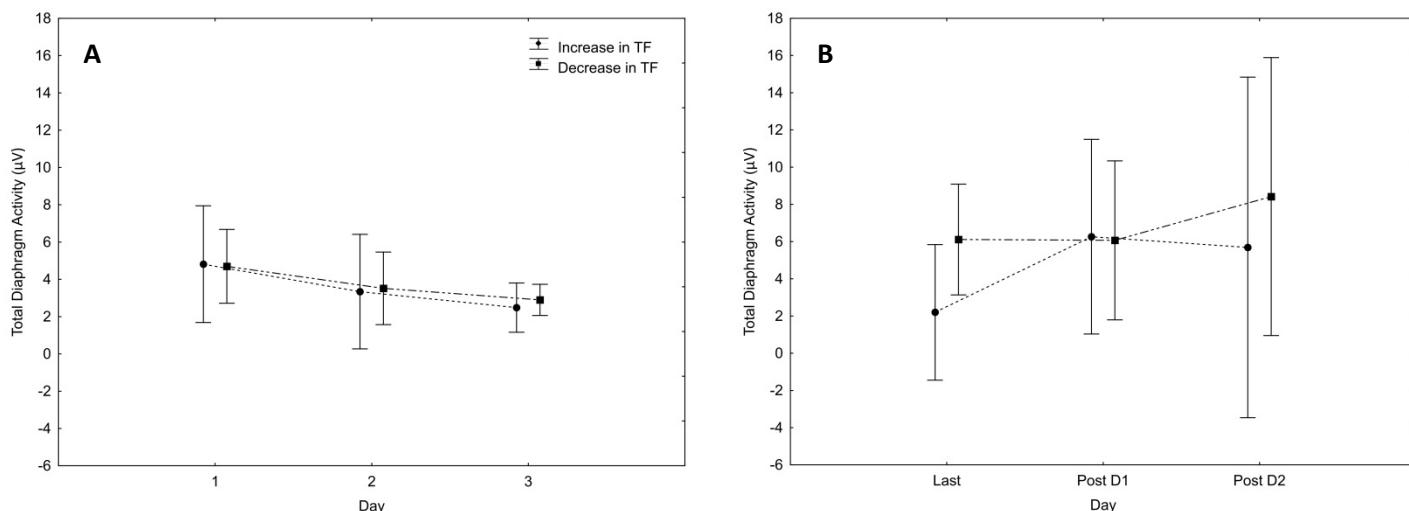 A
Increase in TF
Decrease in TF
Total Diaphragm Activity (µV)
18
16
14
12
10
8
6
4
2
0
-2
-4
-6
1 2 3
Day
B
Total Diaphragm Activity (µV)
18
16
14
12
10
8
6
4
2
0
-2
-4
-6
Last Post D1 Post D2
Day